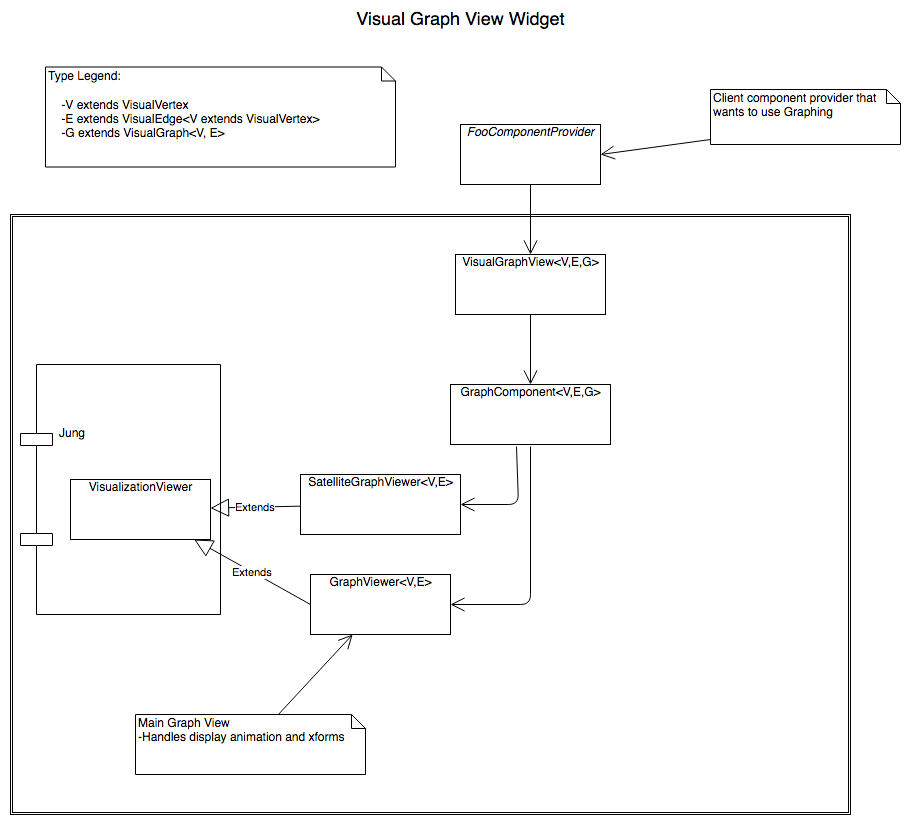 Visual Graph View Widget
Type Legend:
-V extends VisualVertex
-E extends VisualEdge<V extends VisualVertex>
-G extends VisualGraph<V, E>
Client component provider that
wants to use Graphing
FooComponentProvider
VisualGraphView<V,E,G>
GraphComponent<V,E,G>
Jung
VisualizationViewer
Extends
SatelliteGraphViewer<V,E>
Extends
GraphViewer<V,E>
Main Graph View
-Handles display animation and xforms